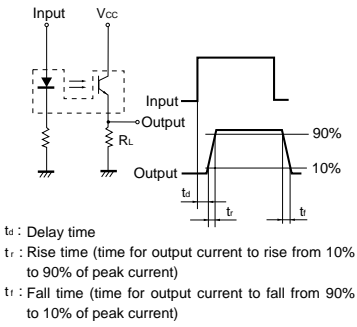 Input Vcc
Output
RL
Input
90%
10%
Output
td
tr tf
td : Delay time
tr : Rise time (time for output current to rise from 10%
to 90% of peak current)
tf : Fall time (time for output current to fall from 90%
to 10% of peak current)